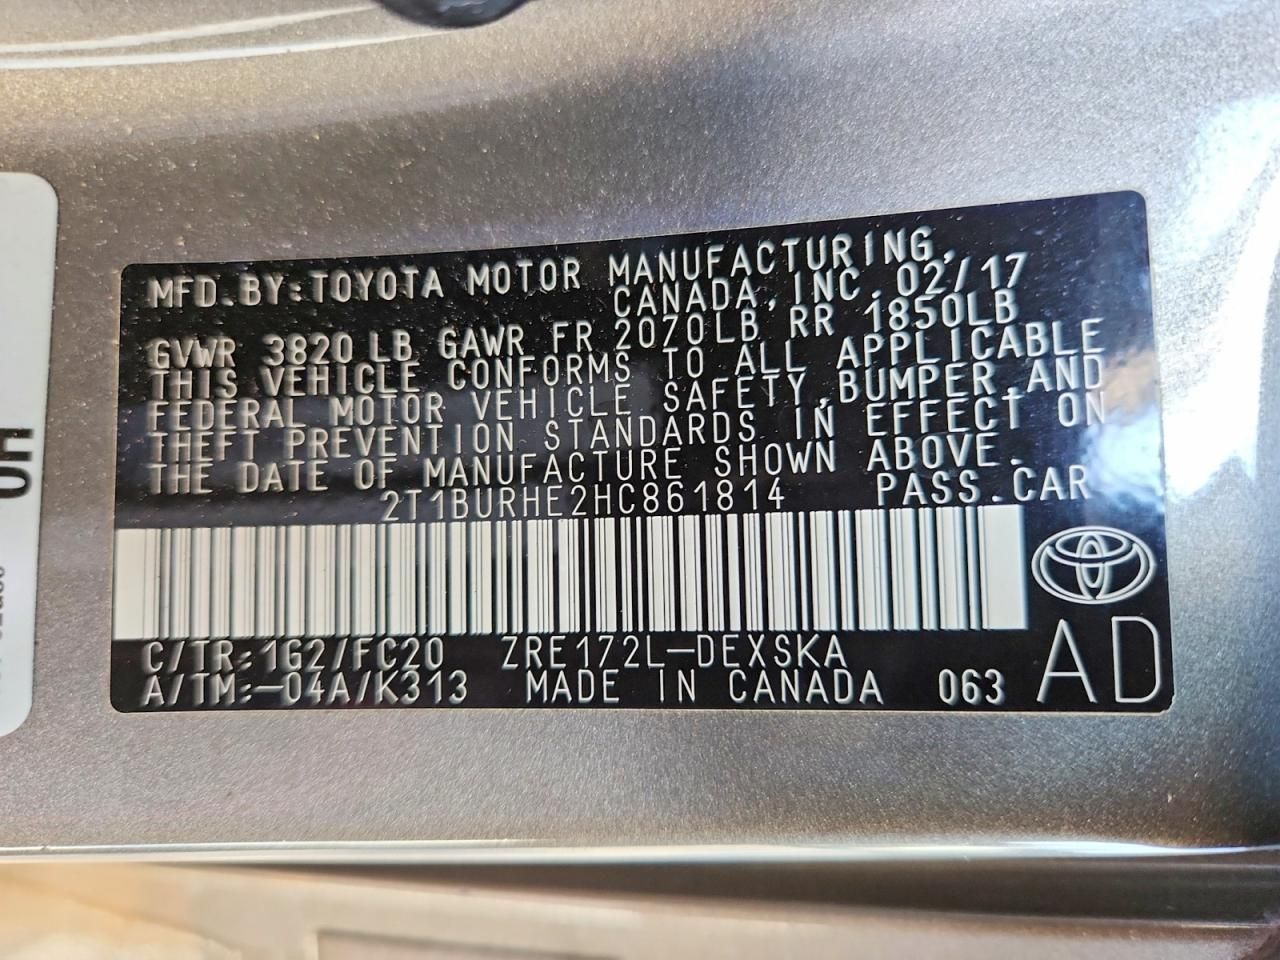 MFD.BY:TOYOTA MOTOR MANUFACTURING,
CANADA,INC.02/17
GVWR 3820 LB GAWR FR 2070LB RR 1850LB
THIS VEHICLE CONFORMS TO ALL APPLICABLE
FEDERAL MOTOR VEHICLE SAFETY,BUMPER,AND
THEFT PREVENTION STANDARDS IN EFFECT ON
THE DATE OF MANUFACTURE SHOWN ABOVE.
2T1BURHE2HC861814 PASS.CAR
C/TR:1G2/FC20 ZRE172L-DEXSKA
A/TM:-04A/K313 MADE IN CANADA 063 AD